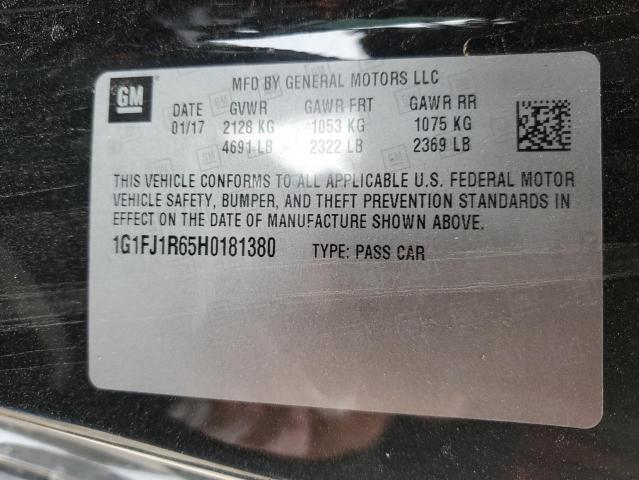 GM
MFD BY GENERAL MOTORS LLC
DATE GVWR GAWR FRT GAWR RR
01/17 2128 KG 1053 KG 1075 KG
4691 LB 2322 LB 2369 LB
THIS VEHICLE CONFORMS TO ALL APPLICABLE U.S. FEDERAL MOTOR
VEHICLE SAFETY, BUMPER, AND THEFT PREVENTION STANDARDS IN
EFFECT ON THE DATE OF MANUFACTURE SHOWN ABOVE.
1G1FJ1R65H0181380 TYPE: PASS CAR